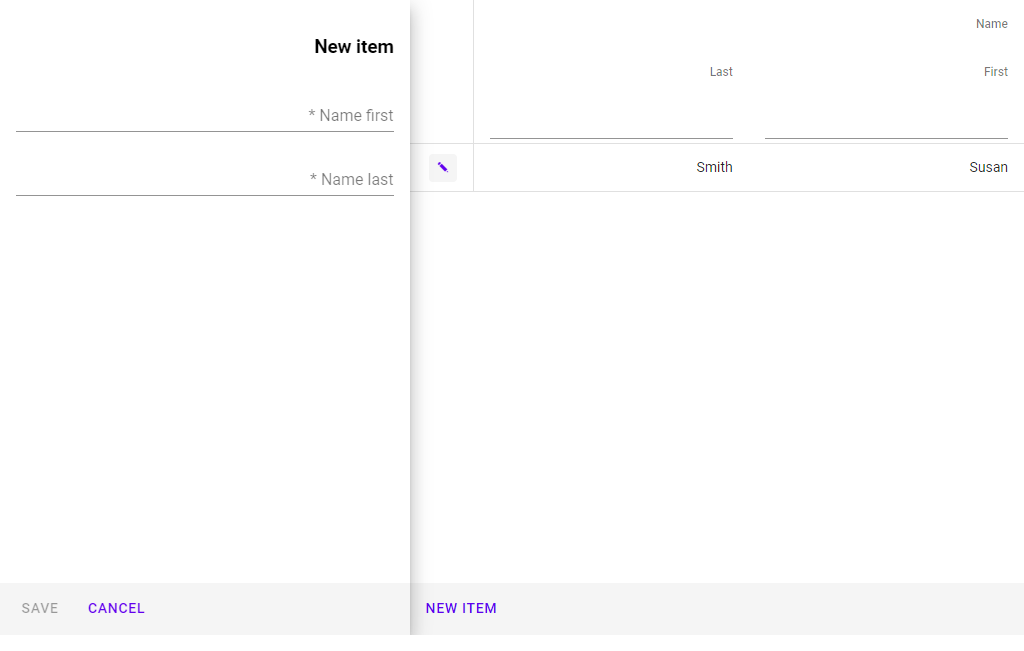 New item
* Name first
* Name last
SAVE CANCEL
Name
Last First
Smith Susan
NEW ITEM